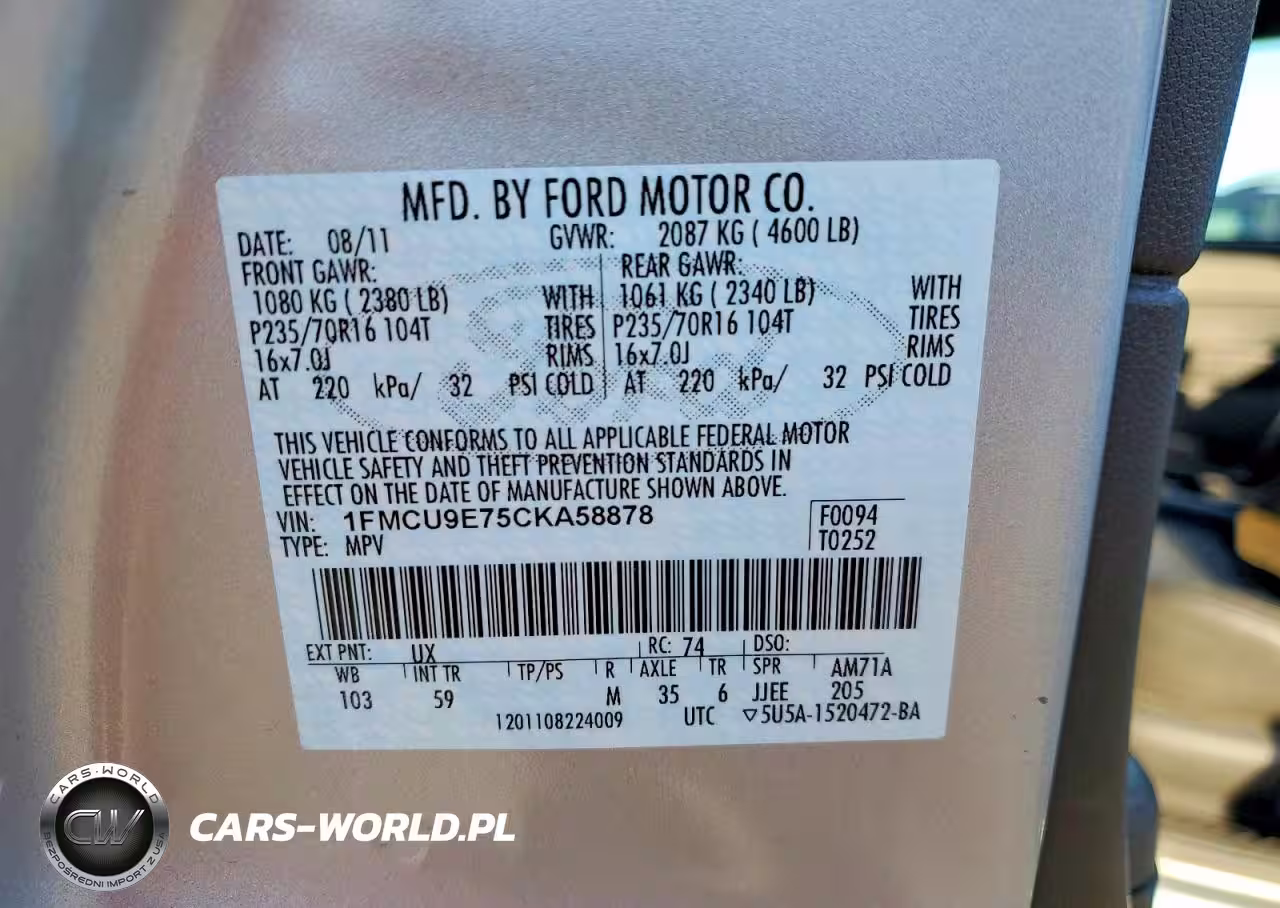 MFD. BY FORD MOTOR CO.
DATE: 08/11 GVWR: 2087 KG ( 4600 LB)
FRONT GAWR: REAR GAWR:
1080 KG ( 2380 LB) WITH 1061 KG ( 2340 LB) WITH
P235/70R16 104T TIRES P235/70R16 104T TIRES
16x7.0J RIMS 16x7.0J RIMS
AT 220 kPa/ 32 PSI COLD AT 220 kPa/ 32 PSI COLD
THIS VEHICLE CONFORMS TO ALL APPLICABLE FEDERAL MOTOR
VEHICLE SAFETY AND THEFT PREVENTION STANDARDS IN
EFFECT ON THE DATE OF MANUFACTURE SHOWN ABOVE.
VIN: 1FMCU9E75CKA58878 F0094
TYPE: MPV T0252
EXT PNT: UX RC: 74 DSO:
WB INT TR TP/PS R AXLE TR SPR AM71A
103 59 M 35 6 JJEE 205
1201108224009 UTC ▽5U5A-1520472-BA
Ford
CARS-WORLD
CW
BEZPOŚREDNI IMPORT Z USA
CARS-WORLD.PL